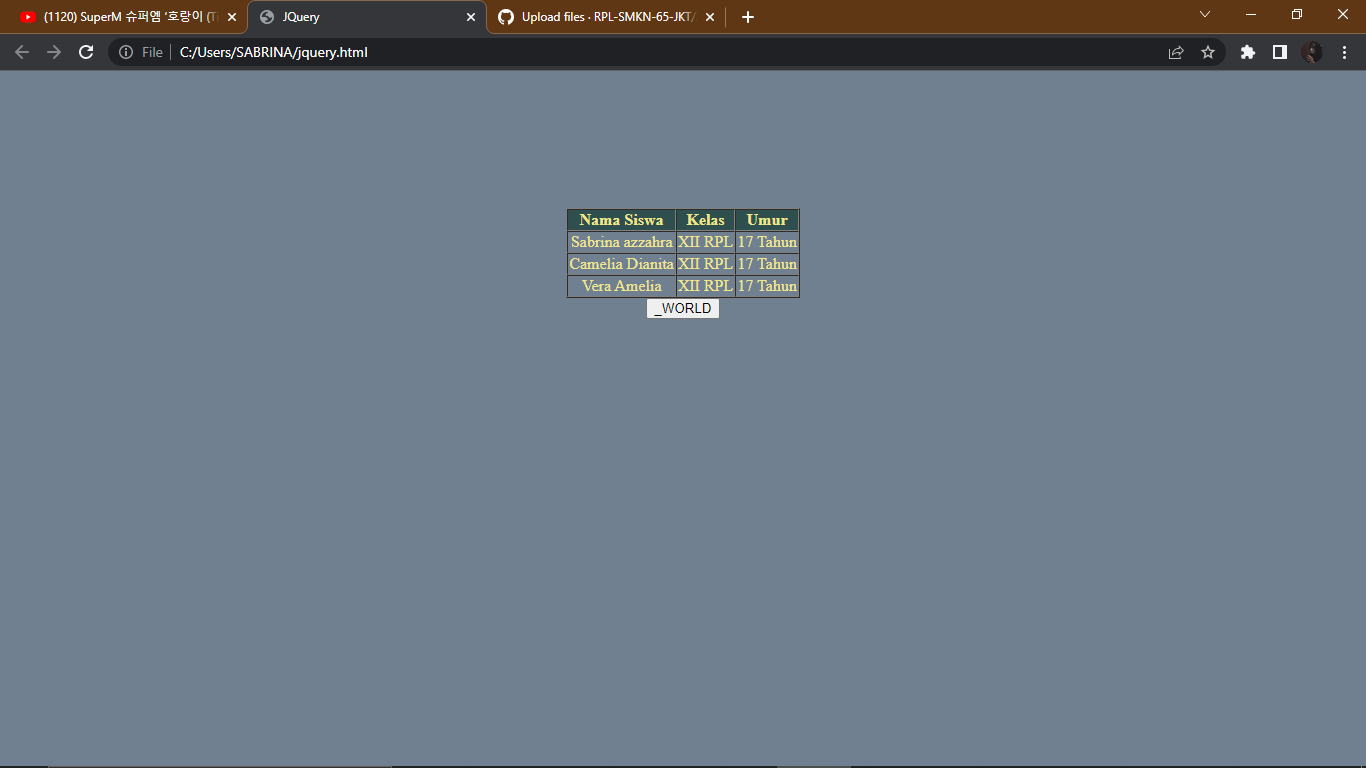 (1120) SuperM 슈퍼엠 '호랑이 (Ti
JQuery
Upload files · RPL-SMKN-65-JKT/
File
C:/Users/SABRINA/jquery.html
Nama Siswa Kelas Umur
Sabrina azzahra XII RPL 17 Tahun
Camelia Dianita XII RPL 17 Tahun
Vera Amelia XII RPL 17 Tahun
_WORLD